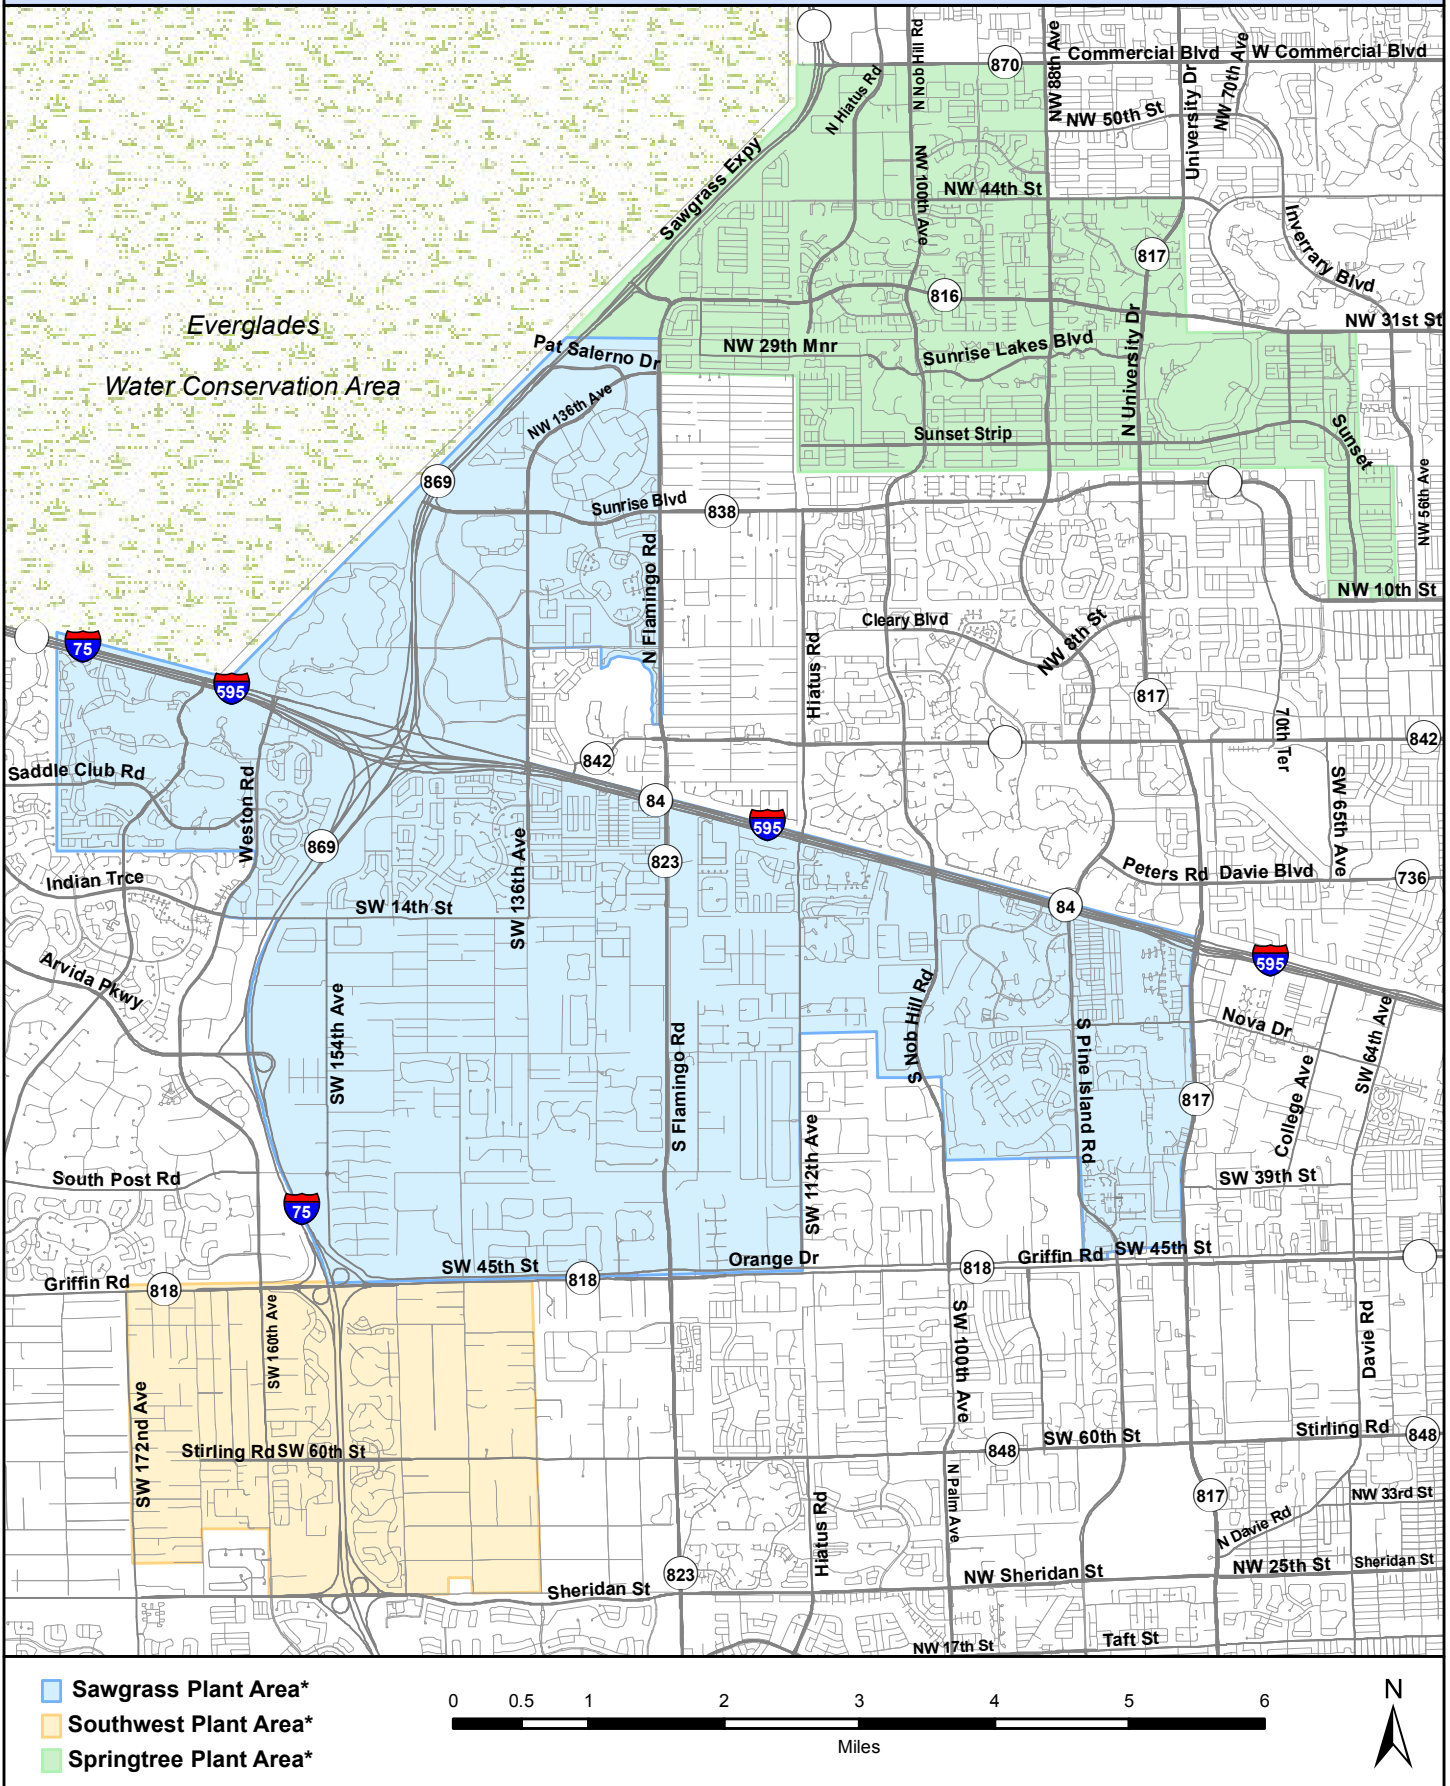 N Nob Hill Rd
NW 88th Ave
Commercial Blvd
W Commercial Blvd
870
N Hiatus Rd
University Dr
NW 70th Ave
NW 50th St
Sawgrass Expy
NW 100th Ave
NW 44th St
Inverrary Blvd
817
816
Everglades
Water Conservation Area
NW 31st St
Pat Salerno Dr
NW 29th Mnr
Sunrise Lakes Blvd
N University Dr
NW 136th Ave
Sunset Strip
Sunset
869
Sunrise Blvd
838
NW 56th Ave
N Flamingo Rd
NW 10th St
Cleary Blvd
NW 8th St
75
595
Hiatus Rd
817
70th Ter
842
842
Saddle Club Rd
Weston Rd
84
595
SW 65th Ave
869
823
SW 136th Ave
Indian Trce
Peters Rd
Davie Blvd
736
SW 14th St
84
595
Arvida Pkwy
SW 154th Ave
S Flamingo Rd
S Nob Hill Rd
S Pine Island Rd
Nova Dr
SW 64th Ave
College Ave
817
SW 112th Ave
South Post Rd
SW 39th St
75
Griffin Rd
818
SW 45th St
818
Orange Dr
818
Griffin Rd
SW 45th St
SW 160th Ave
SW 100th Ave
Davie Rd
SW 172nd Ave
Stirling Rd
SW 60th St
848
SW 60th St
Stirling Rd
848
N Palm Ave
817
NW 33rd St
Hiatus Rd
N Davie Rd
823
Sheridan St
NW Sheridan St
NW 25th St
Sheridan St
NW 17th St
Taft St
Sawgrass Plant Area*
Southwest Plant Area*
Springtree Plant Area*
0 0.5 1 2 3 4 5 6
Miles
N